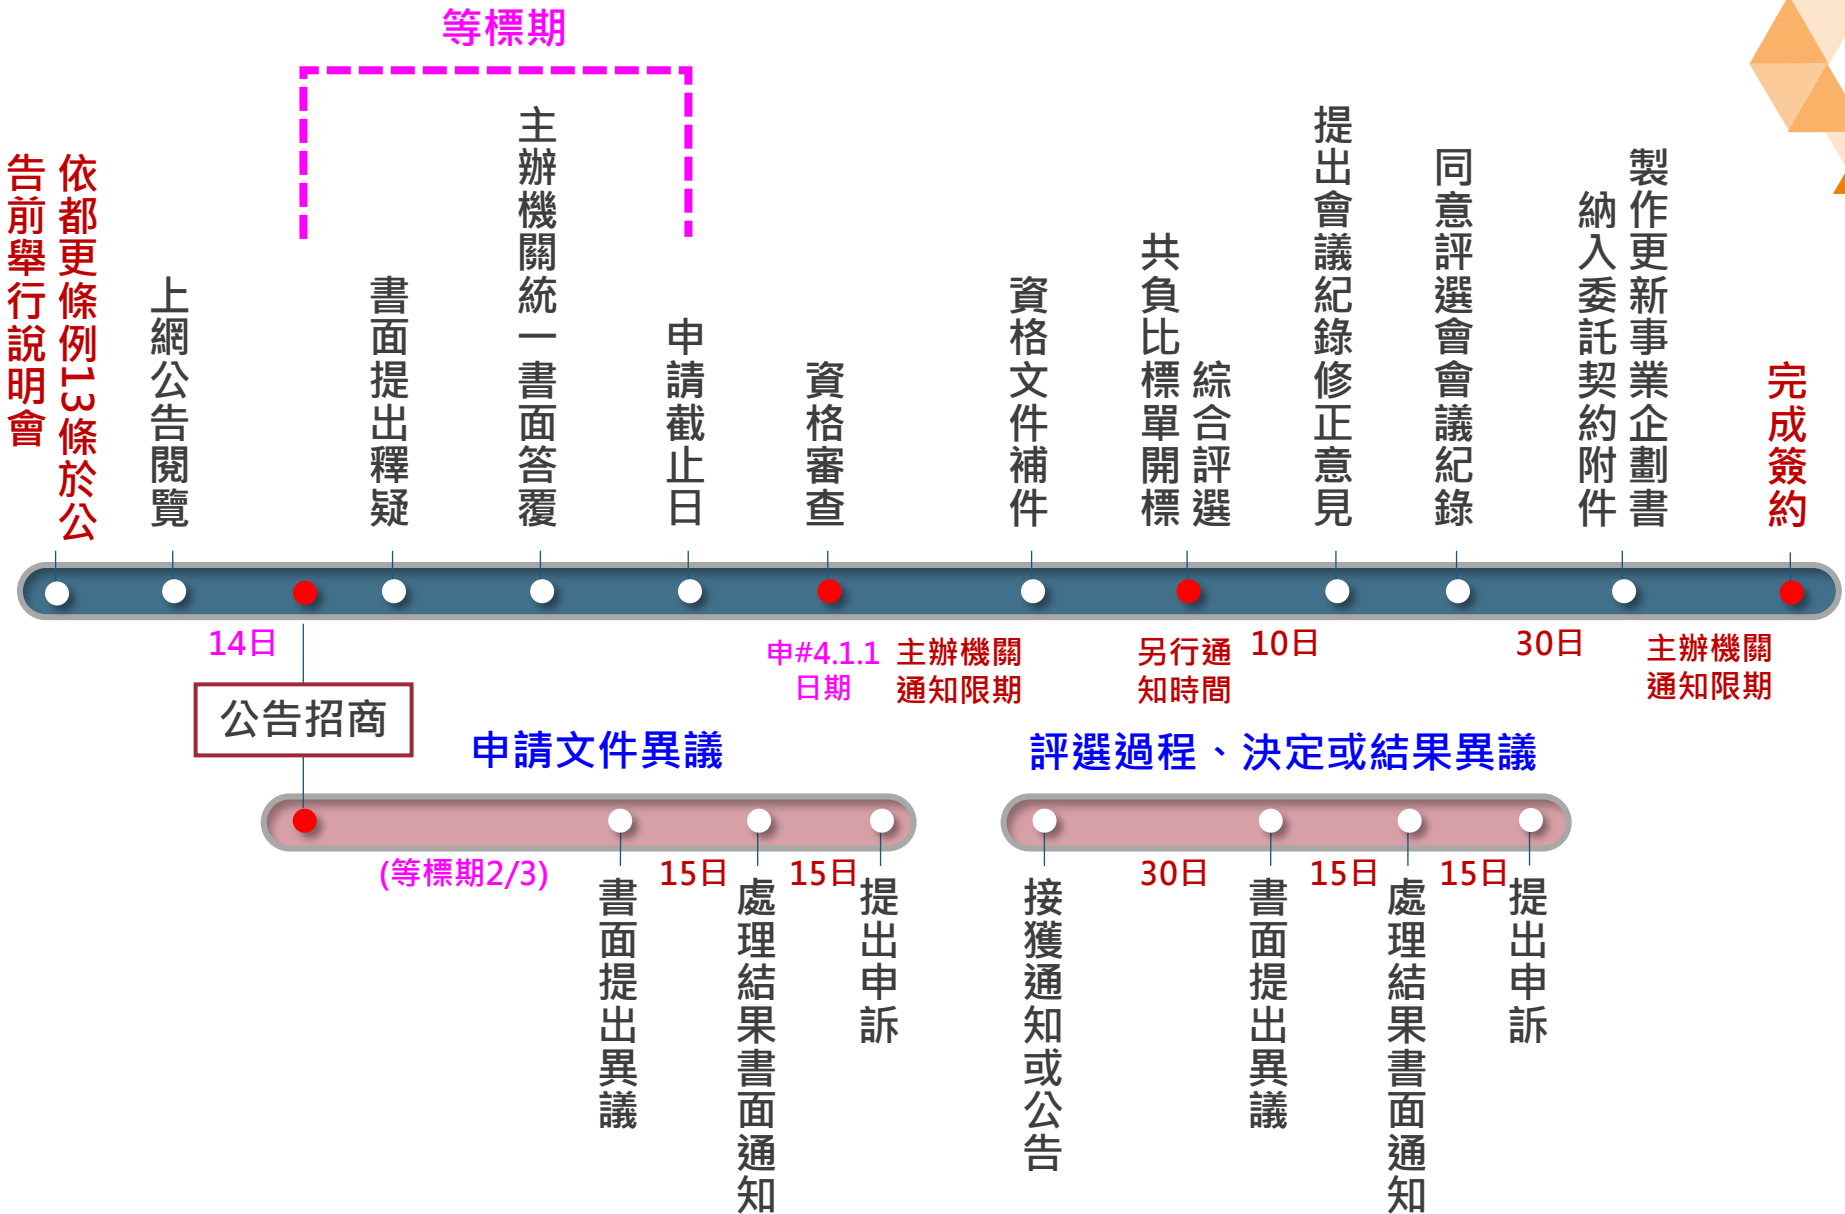 等標期
依都更條例13條於公
告前舉行說明會
上網公告閱覽
書面提出釋疑
主辦機關統一書面答覆
申請截止日
資格審查
資格文件補件
綜合評選
共負比標單開標
提出會議紀錄修正意見
同意評選會會議紀錄
製作更新事業企劃書
納入委託契約附件
完成簽約
14日
申#4.1.1
日期
主辦機關
通知限期
另行通
知時間
10日
30日
主辦機關
通知限期
公告招商
申請文件異議
(等標期2/3)
書面提出異議
15日
處理結果書面通知
15日
提出申訴
評選過程、決定或結果異議
接獲通知或公告
30日
書面提出異議
15日
處理結果書面通知
15日
提出申訴